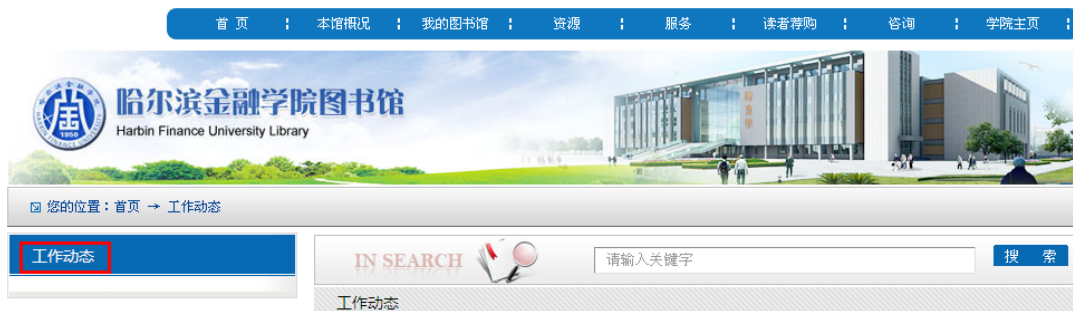 首 页 ┆ 本馆概况 ┆ 我的图书馆 ┆ 资源 ┆ 服务 ┆ 读者荐购 ┆ 咨询 ┆ 学院主页 ┆
哈尔滨金融学院图书馆
Harbin Finance University Library
1950
您的位置：首页 → 工作动态
工作动态
IN SEARCH
请输入关键字
搜 索
工作动态